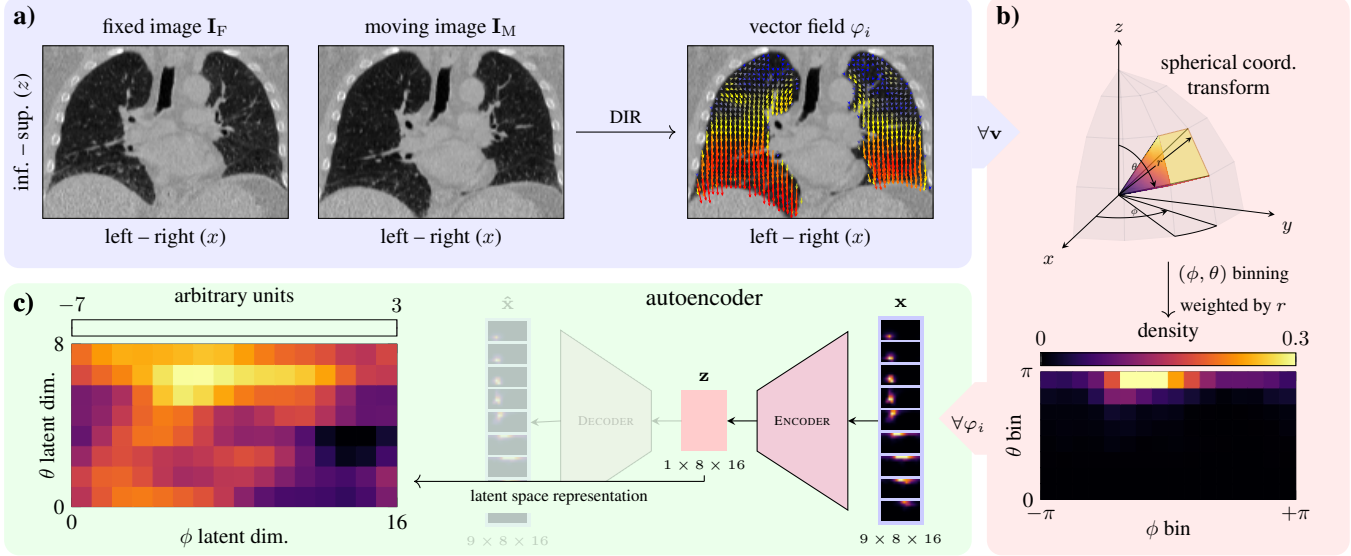 a)
fixed image I_F
moving image I_M
vector field φ_i
inf. – sup. (z)
DIR
left – right (x)
left – right (x)
left – right (x)
∀v
b)
z
spherical coord.
transform
θ
r
ϕ
x
y
(ϕ, θ) binning
weighted by r
density
0
0.3
π
θ bin
0
−π
+π
ϕ bin
∀φ_i
c)
arbitrary units
−7
3
8
θ latent dim.
0
0
16
ϕ latent dim.
autoencoder
x̂
DECODER
9 × 8 × 16
z
1 × 8 × 16
latent space representation
ENCODER
x
9 × 8 × 16